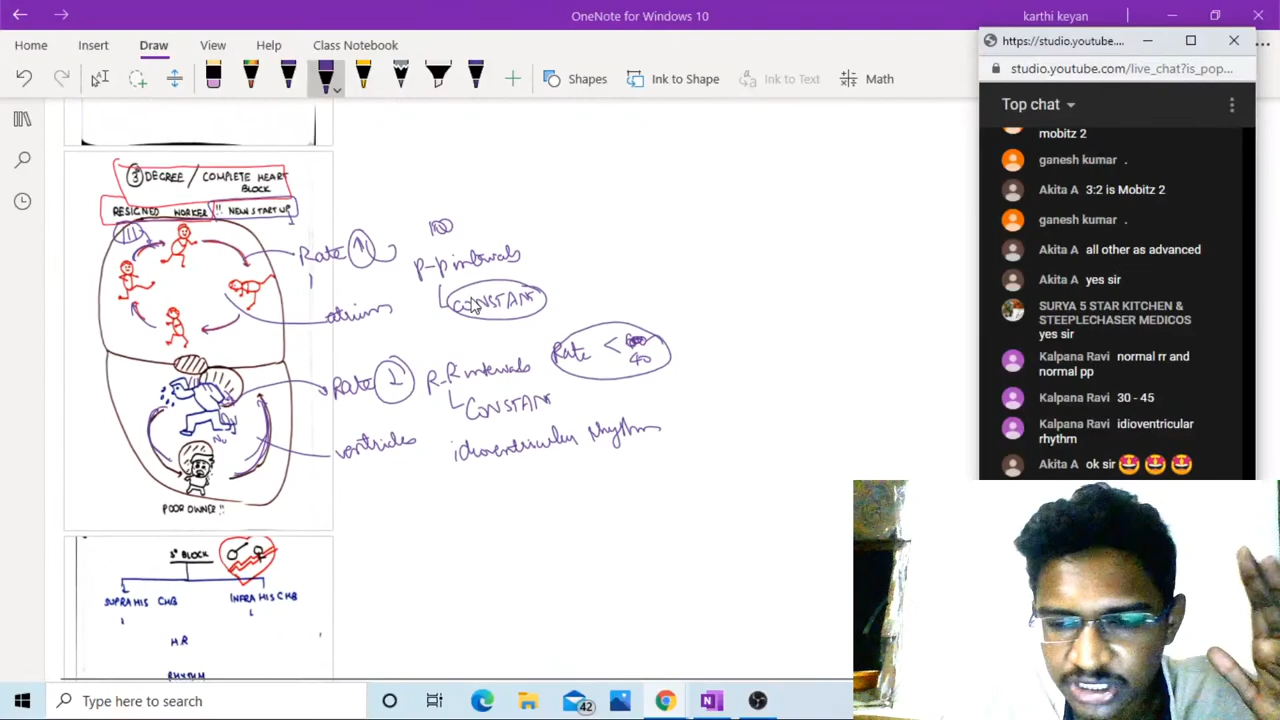 OneNote for Windows 10
karthi keyan
Home Insert Draw View Help Class Notebook
https://studio.youtube....
Shapes Ink to Shape Ink to Text Math
studio.youtube.com/live_chat?is_pop...
Top chat
mobitz 2
ganesh kumar .
Akita A 3:2 is Mobitz 2
ganesh kumar .
Akita A all other as advanced
Akita A yes sir
SURYA 5 STAR KITCHEN &
STEEPLECHASER MEDICOS
yes sir
Kalpana Ravi normal rr and
normal pp
Kalpana Ravi 30 - 45
Kalpana Ravi idioventricular
rhythm
Akita A ok sir 🤩🤩🤩
3° DEGREE / COMPLETE HEART
BLOCK
RESIGNED WORKER !! NEW START UP
Rate ↑
100
P-P intervals
CONSTANT
atriums
Rate < 40
Rate ↓
R-R intervals
CONSTANT
ventricles
idioventricular rhythm
NO
POOR OWNER!!
3° BLOCK
SUPRA HIS CHB
INFRA HIS CHB
HR
RHYTHM
42
Type here to search